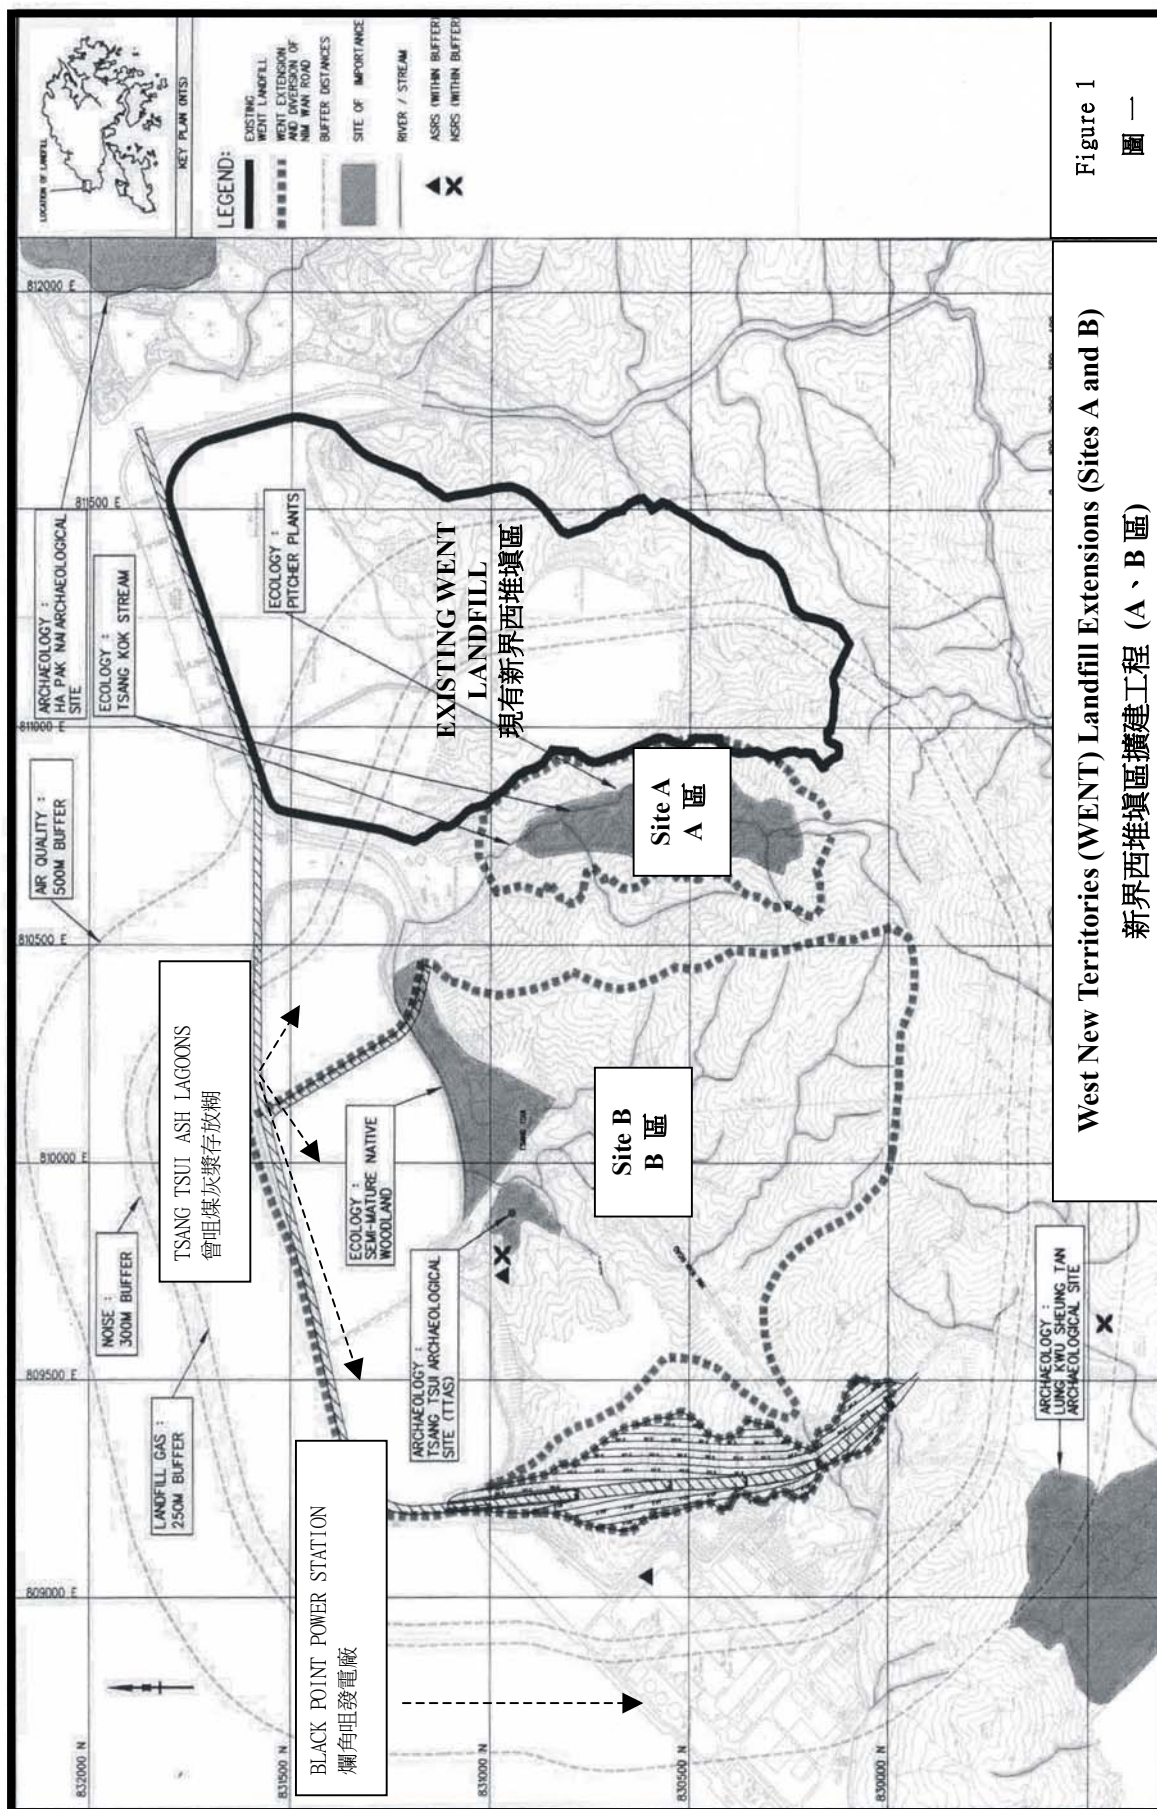 LOCATION OF LANDFILL
KEY PLAN (NTS)
LEGEND:
EXISTING
WENT LANDFILL
WENT EXTENSION
AND DIVERSION OF
NIM WAN ROAD
BUFFER DISTANCES
SITE OF IMPORTANCE
RIVER / STREAM
ASRS (WITHIN BUFFER)
NSRS (WITHIN BUFFER)
Figure 1
圖 一
West New Territories (WENT) Landfill Extensions (Sites A and B)
新界西堆填區擴建工程 (A、B 區)
832000 N
831500 N
831000 N
830500 N
830000 N
809000 E
809500 E
810000 E
810500 E
811000 E
811500 E
812000 E
BLACK POINT POWER STATION
爛角咀發電廠
LANDFILL GAS :
250M BUFFER
NOISE :
300M BUFFER
TSANG TSUI ASH LAGOONS
曾咀煤灰漿存放糊
AIR QUALITY :
500M BUFFER
ARCHAEOLOGY :
HA PAK NAI ARCHAEOLOGICAL
SITE
ECOLOGY :
TSANG KOK STREAM
ECOLOGY :
PITCHER PLANTS
EXISTING WENT
LANDFILL
現有新界西堆填區
Site A
A 區
ECOLOGY :
SEMI-MATURE NATIVE
WOODLAND
ARCHAEOLOGY :
TSANG TSUI ARCHAEOLOGICAL
SITE (TTAS)
Site B
B 區
ARCHAEOLOGY :
LUNG KWU SHEUNG TAN
ARCHAEOLOGICAL SITE